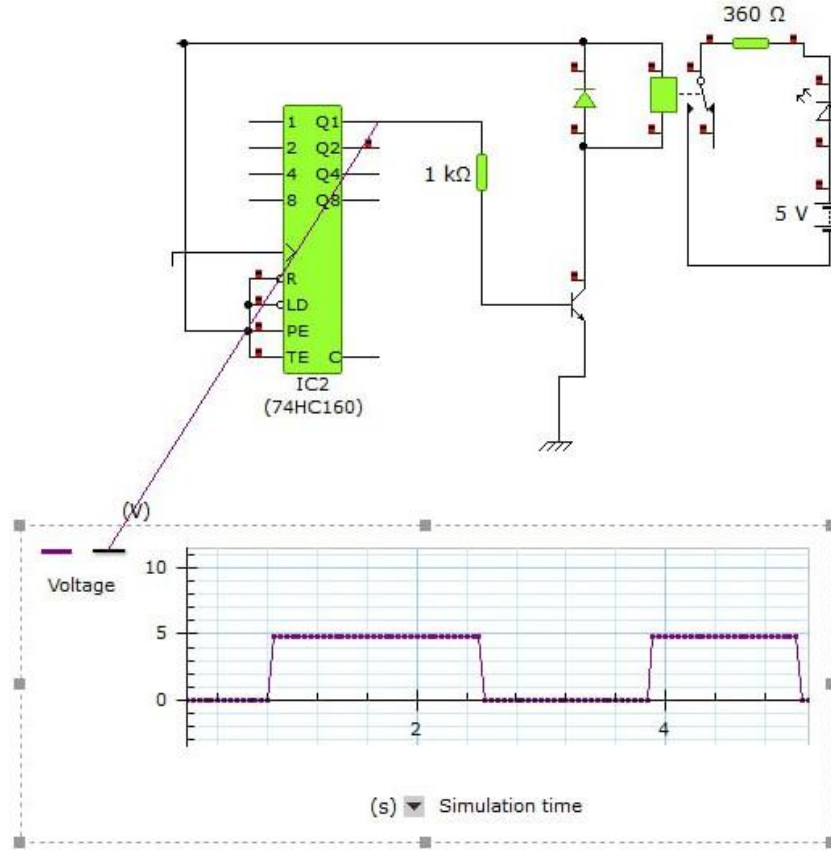 360 Ω
1 Q1
2 Q2
4 Q4
8 Q8
1 kΩ
5 V
R
LD
PE
TE C
IC2
(74HC160)
(V)
Voltage
10
5
0
2
4
(s) Simulation time